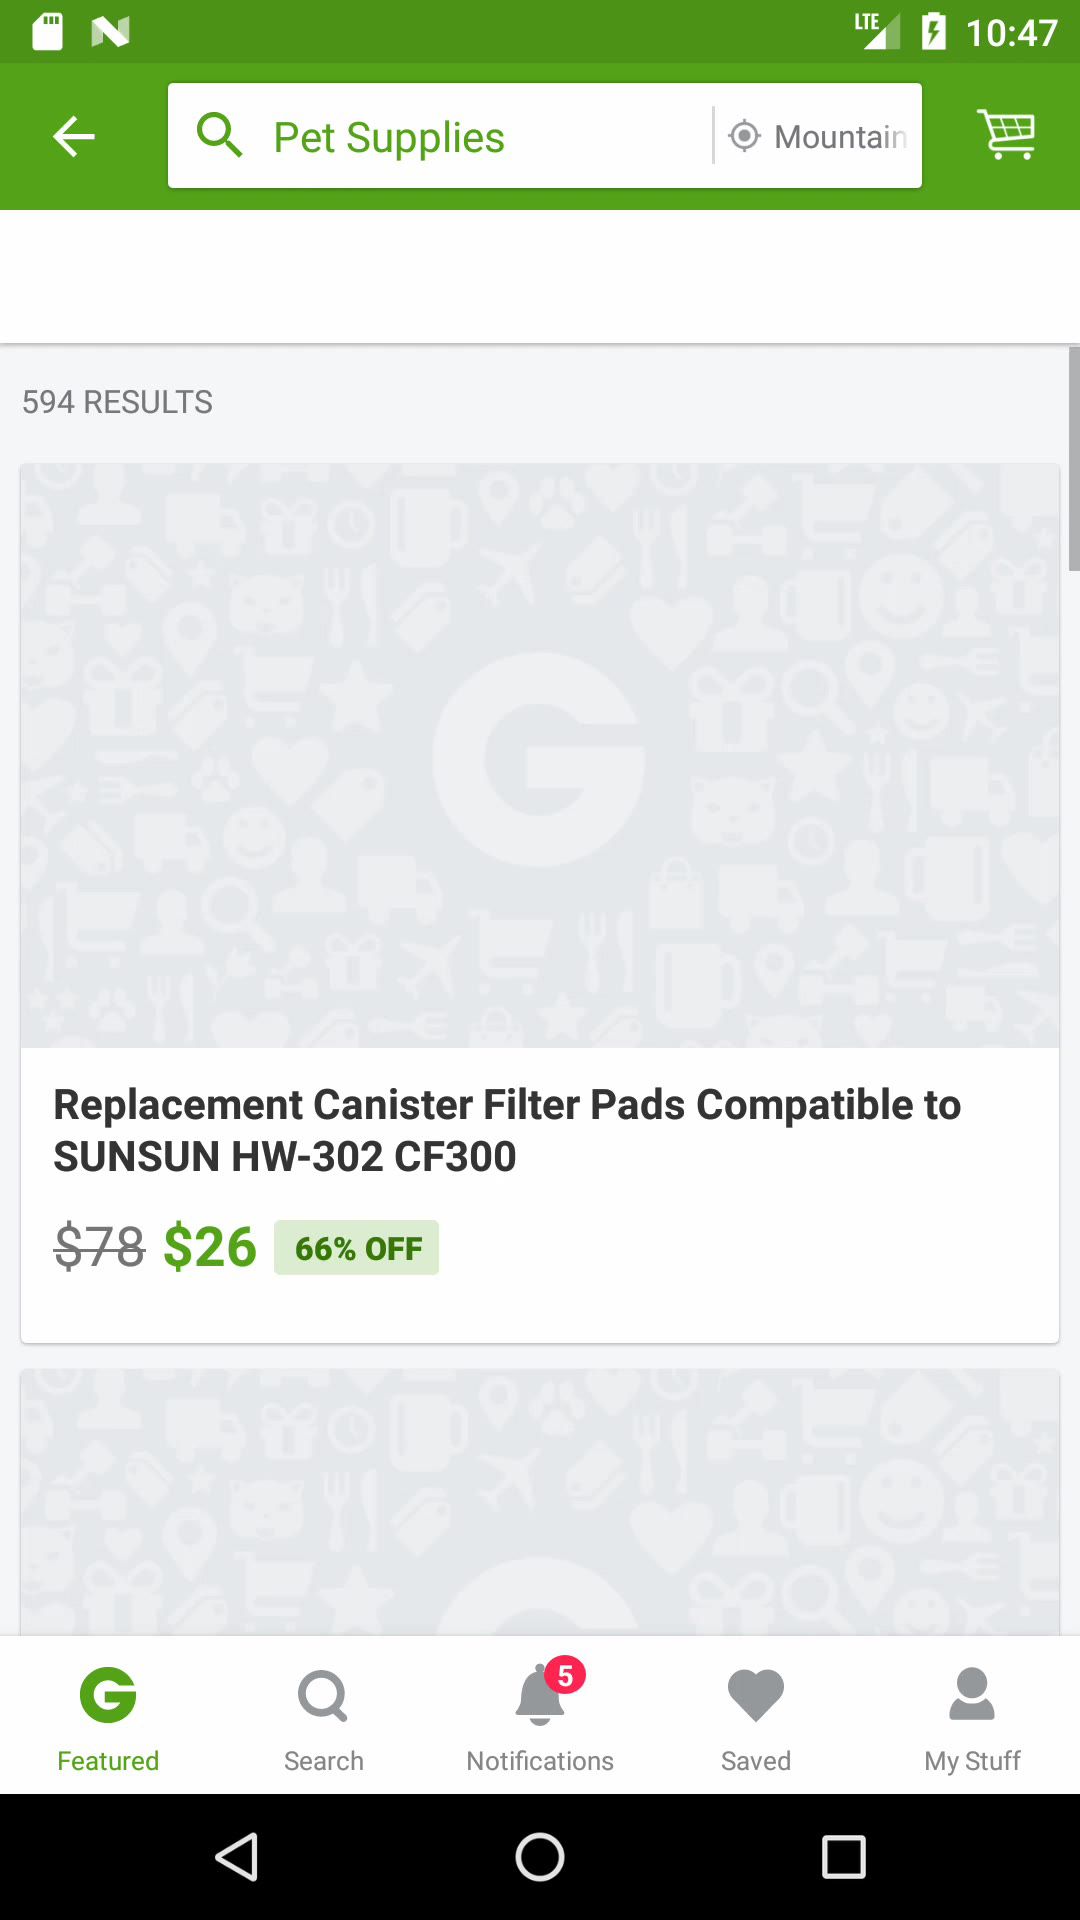 LTE 10:47
Pet Supplies Mountain
594 RESULTS
Replacement Canister Filter Pads Compatible to
SUNSUN HW-302 CF300
$78 $26 66% OFF
5
Featured Search Notifications Saved My Stuff